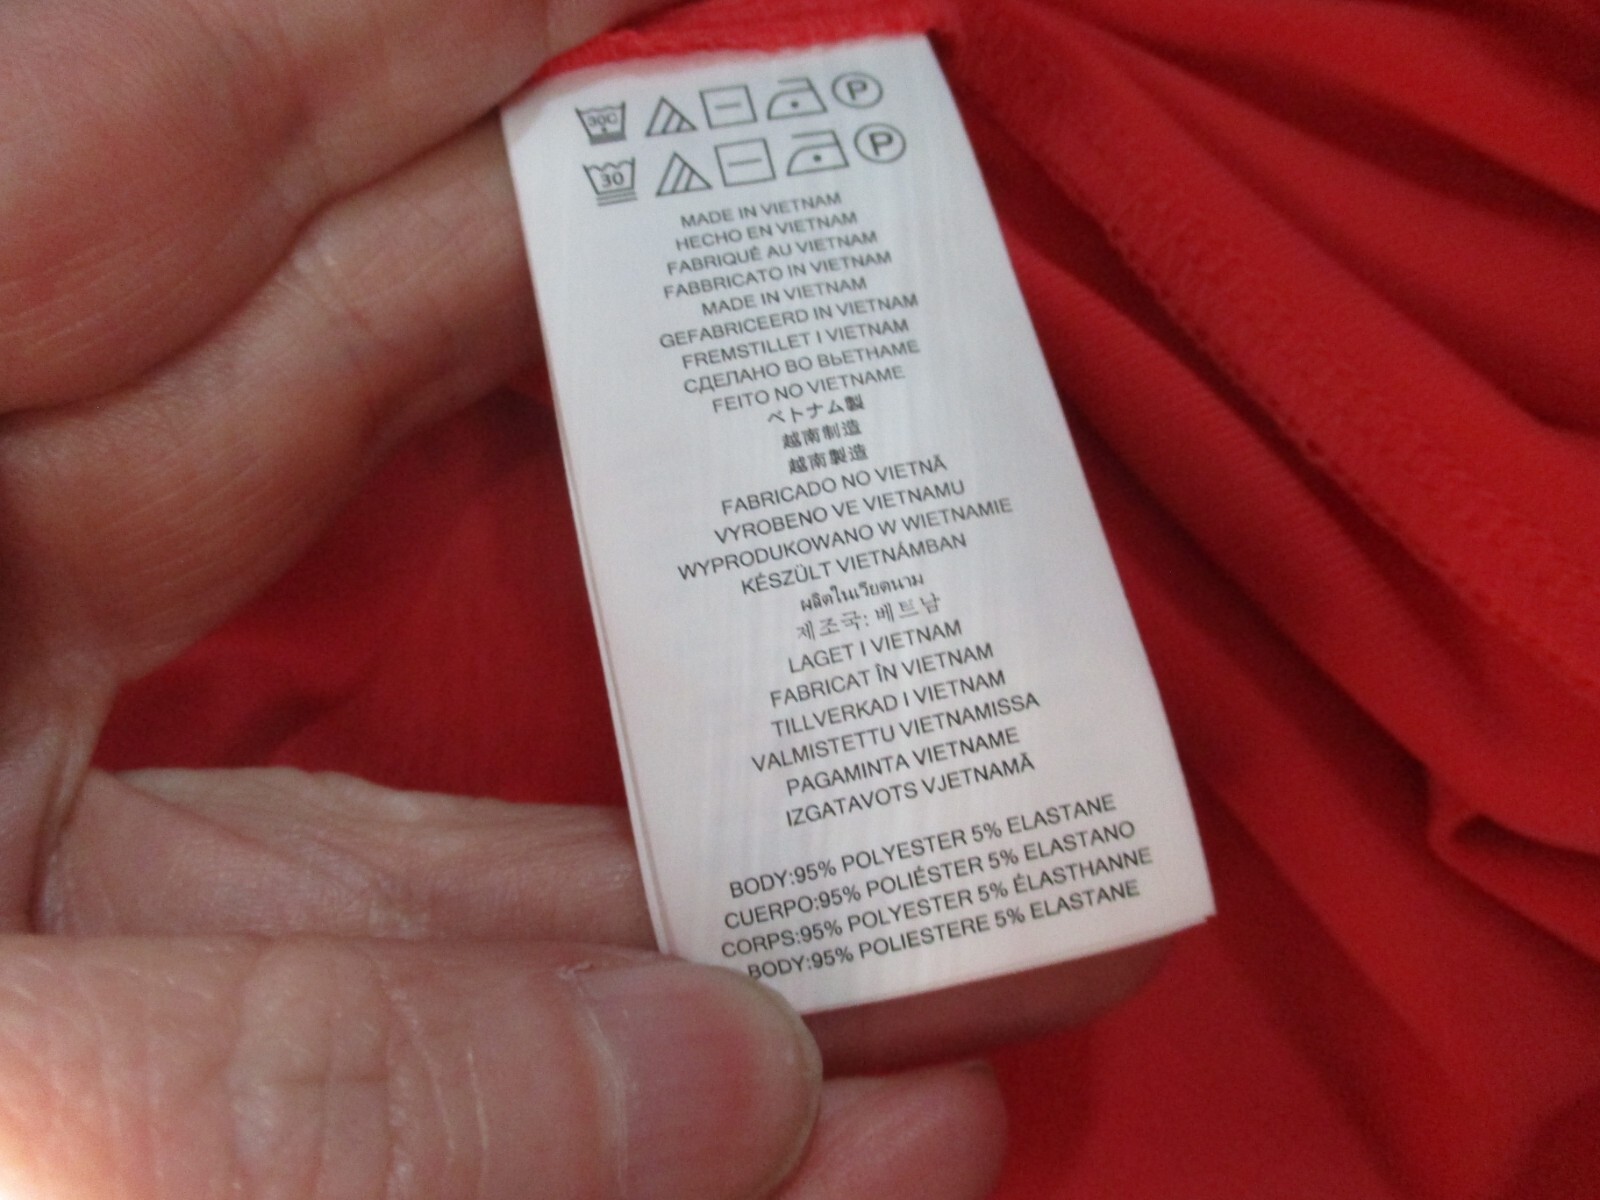 30C P
30 P
MADE IN VIETNAM
HECHO EN VIETNAM
FABRIQUÉ AU VIETNAM
FABBRICATO IN VIETNAM
MADE IN VIETNAM
GEFABRICEERD IN VIETNAM
FREMSTILLET I VIETNAM
СДЕЛАНО ВО ВЬЕТНАМЕ
FEITO NO VIETNAME
ベトナム製
越南制造
越南製造
FABRICADO NO VIETNÃ
VYROBENO VE VIETNAMU
WYPRODUKOWANO W WIETNAMIE
KÉSZÜLT VIETNÁMBAN
ผลิตในเวียดนาม
제조국: 베트남
LAGET I VIETNAM
FABRICAT ÎN VIETNAM
TILLVERKAD I VIETNAM
VALMISTETTU VIETNAMISSA
PAGAMINTA VIETNAME
IZGATAVOTS VJETNAMĀ
BODY:95% POLYESTER 5% ELASTANE
CUERPO:95% POLIÉSTER 5% ELASTANO
CORPS:95% POLYESTER 5% ÉLASTHANNE
BODY:95% POLIESTERE 5% ELASTANE